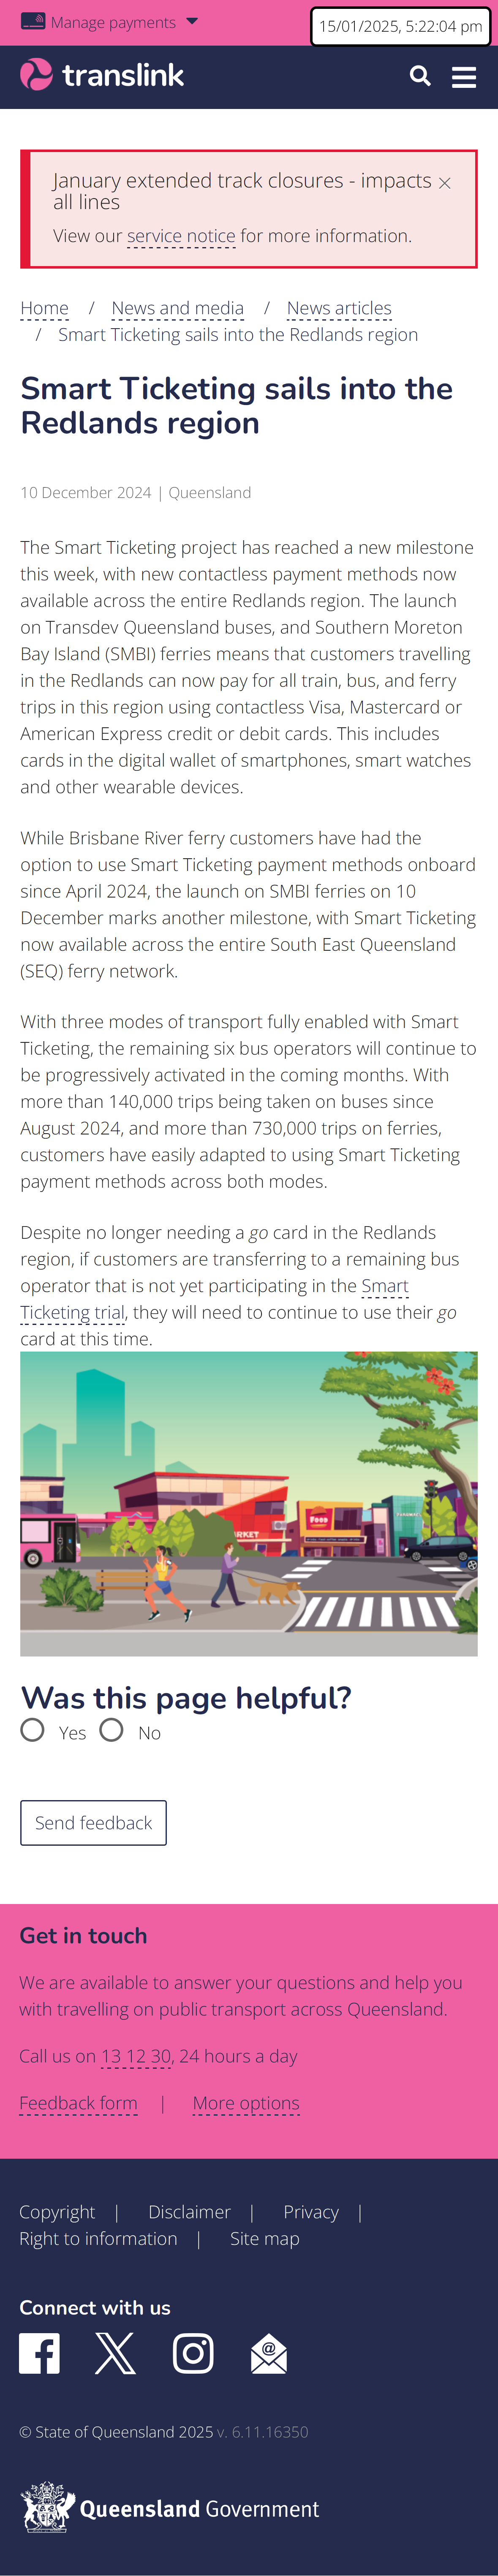 Manage payments
15/01/2025, 5:22:04 pm
translink
January extended track closures - impacts
all lines
View our service notice for more information.
Home / News and media / News articles
/ Smart Ticketing sails into the Redlands region
Smart Ticketing sails into the
Redlands region
10 December 2024 | Queensland
The Smart Ticketing project has reached a new milestone
this week, with new contactless payment methods now
available across the entire Redlands region. The launch
on Transdev Queensland buses, and Southern Moreton
Bay Island (SMBI) ferries means that customers travelling
in the Redlands can now pay for all train, bus, and ferry
trips in this region using contactless Visa, Mastercard or
American Express credit or debit cards. This includes
cards in the digital wallet of smartphones, smart watches
and other wearable devices.
While Brisbane River ferry customers have had the
option to use Smart Ticketing payment methods onboard
since April 2024, the launch on SMBI ferries on 10
December marks another milestone, with Smart Ticketing
now available across the entire South East Queensland
(SEQ) ferry network.
With three modes of transport fully enabled with Smart
Ticketing, the remaining six bus operators will continue to
be progressively activated in the coming months. With
more than 140,000 trips being taken on buses since
August 2024, and more than 730,000 trips on ferries,
customers have easily adapted to using Smart Ticketing
payment methods across both modes.
Despite no longer needing a go card in the Redlands
region, if customers are transferring to a remaining bus
operator that is not yet participating in the Smart
Ticketing trial, they will need to continue to use their go
card at this time.
RKET
FOOD
Was this page helpful?
Yes No
Send feedback
Get in touch
We are available to answer your questions and help you
with travelling on public transport across Queensland.
Call us on 13 12 30, 24 hours a day
Feedback form | More options
Copyright | Disclaimer | Privacy |
Right to information | Site map
Connect with us
© State of Queensland 2025 v. 6.11.16350
Queensland Government